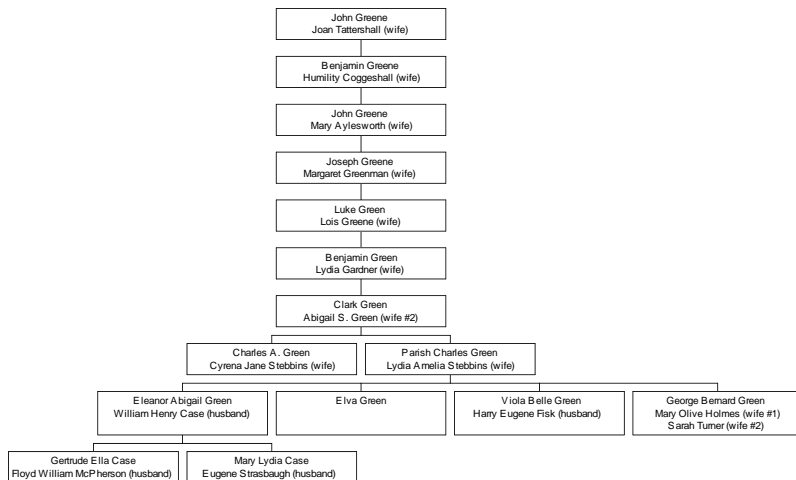 John Greene
Joan Tattershall (wife)
Benjamin Greene
Humility Coggeshall (wife)
John Greene
Mary Aylesworth (wife)
Joseph Greene
Margaret Greenman (wife)
Luke Green
Lois Greene (wife)
Benjamin Green
Lydia Gardner (wife)
Clark Green
Abigail S. Green (wife #2)
Charles A. Green
Cyrena Jane Stebbins (wife)
Parish Charles Green
Lydia Amelia Stebbins (wife)
Eleanor Abigail Green
William Henry Case (husband)
Elva Green
Viola Belle Green
Harry Eugene Fisk (husband)
George Bernard Green
Mary Olive Holmes (wife #1)
Sarah Turner (wife #2)
Gertrude Ella Case
Floyd William McPherson (husband)
Mary Lydia Case
Eugene Strasbaugh (husband)